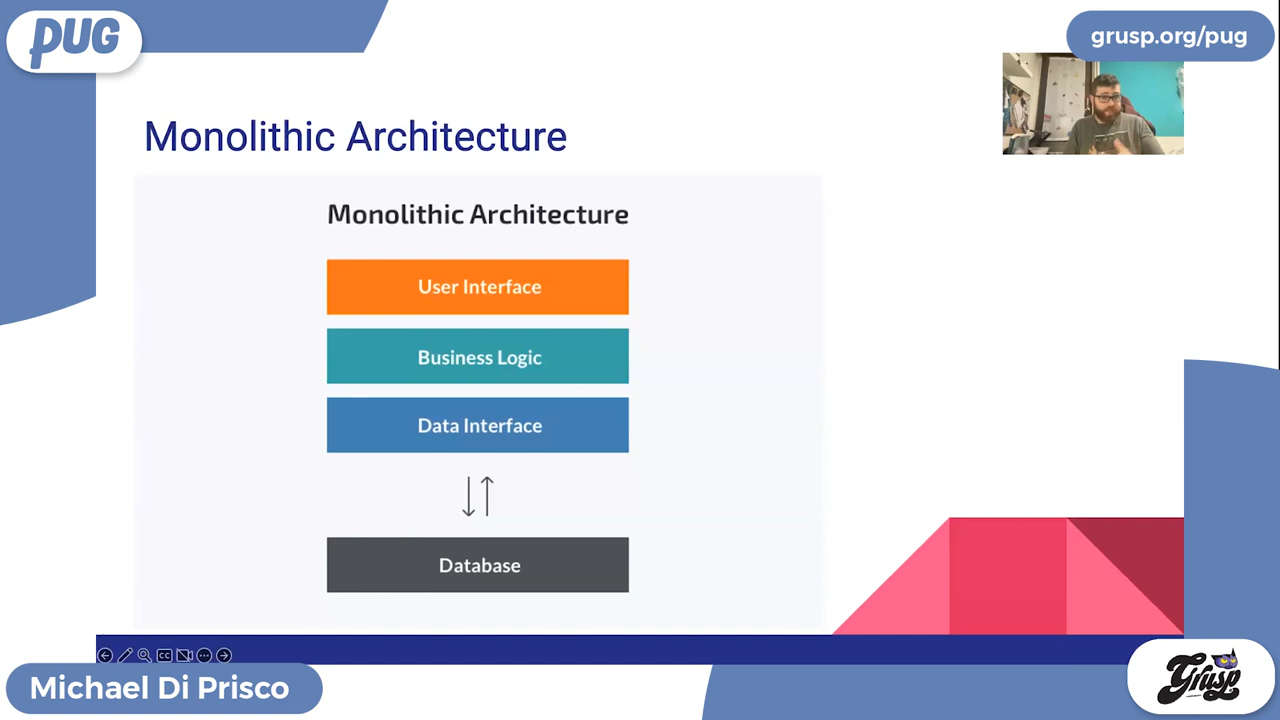 PUG
grusp.org/pug
Monolithic Architecture
Monolithic Architecture
User Interface
Business Logic
Data Interface
Database
CC
Michael Di Prisco
Grusp